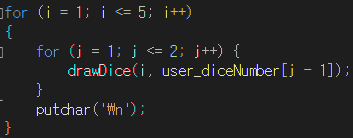 for (i = 1; i <= 5; i++)
{
for (j = 1; j <= 2; j++) {
drawDice(i, user_diceNumber[j - 1]);
}
putchar('₩n');
}